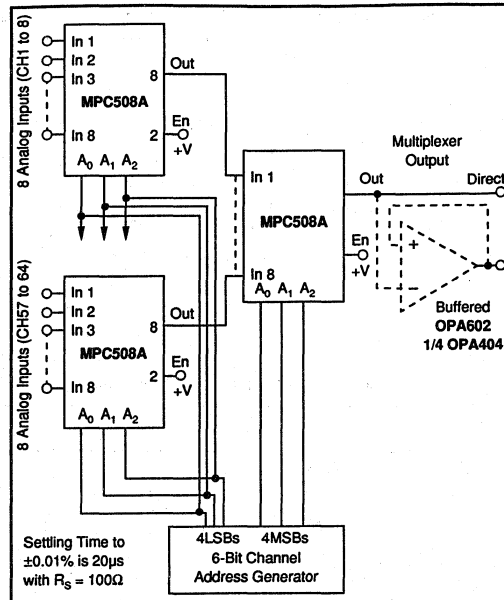 8 Analog Inputs (CH1 to 8)
In 1
In 2
In 3
In 8
8
Out
MPC508A
2
En
+V
A0 A1 A2
8 Analog Inputs (CH57 to 64)
In 1
In 2
In 3
In 8
8
Out
MPC508A
2
En
+V
A0 A1 A2
In 1
MPC508A
In 8
A0 A1 A2
En
+V
Multiplexer
Output
Out
Direct
+
–
Buffered
OPA602
1/4 OPA404
4LSBs 4MSBs
6-Bit Channel
Address Generator
Settling Time to
±0.01% is 20µs
with RS = 100Ω